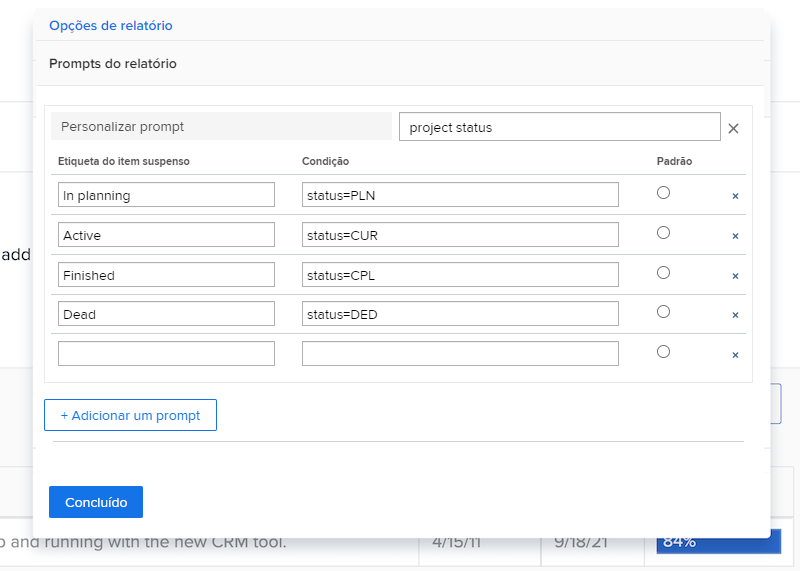 Opções de relatório
Prompts do relatório
Personalizar prompt project status ×
Etiqueta do item suspenso Condição Padrão
In planning status=PLN ×
Active status=CUR ×
add
Finished status=CPL ×
Dead status=DED ×
×
+ Adicionar um prompt
Concluído
p and running with the new CRM tool. 4/15/11 9/18/21 84%